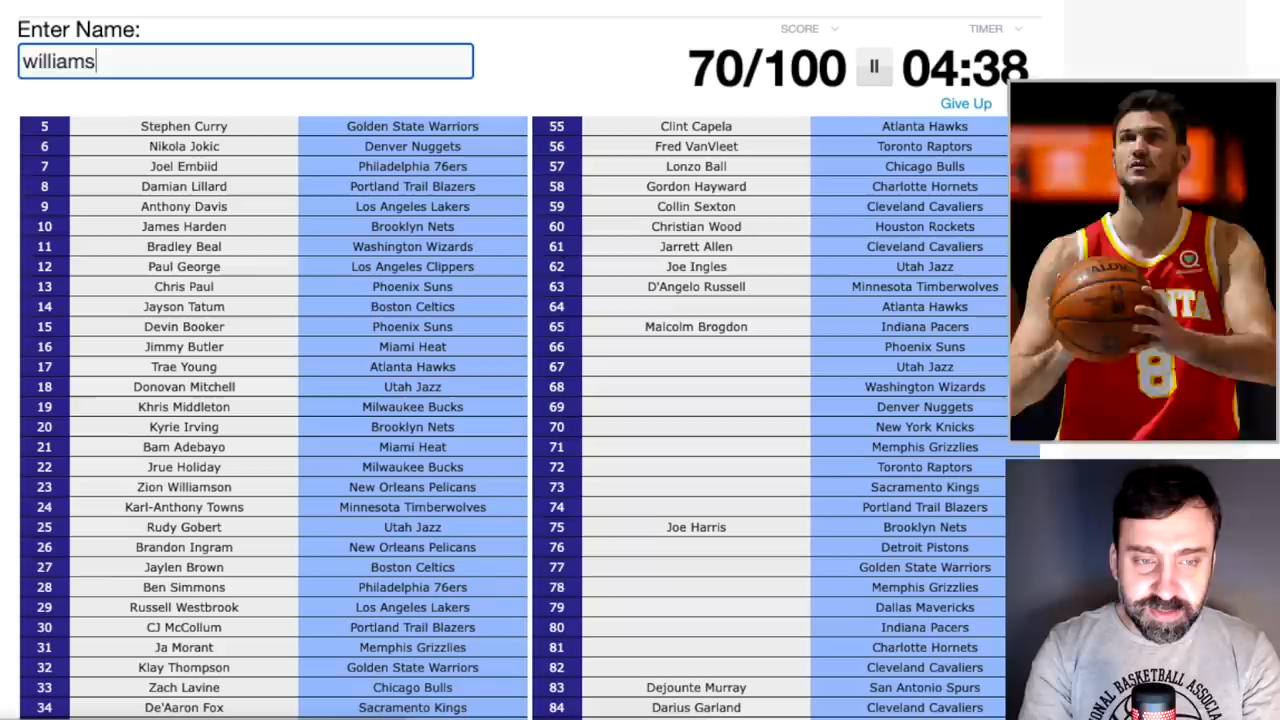 Enter Name:
williams
SCORE
TIMER
70/100
04:38
Give Up
5 Stephen Curry Golden State Warriors
6 Nikola Jokic Denver Nuggets
7 Joel Embiid Philadelphia 76ers
8 Damian Lillard Portland Trail Blazers
9 Anthony Davis Los Angeles Lakers
10 James Harden Brooklyn Nets
11 Bradley Beal Washington Wizards
12 Paul George Los Angeles Clippers
13 Chris Paul Phoenix Suns
14 Jayson Tatum Boston Celtics
15 Devin Booker Phoenix Suns
16 Jimmy Butler Miami Heat
17 Trae Young Atlanta Hawks
18 Donovan Mitchell Utah Jazz
19 Khris Middleton Milwaukee Bucks
20 Kyrie Irving Brooklyn Nets
21 Bam Adebayo Miami Heat
22 Jrue Holiday Milwaukee Bucks
23 Zion Williamson New Orleans Pelicans
24 Karl-Anthony Towns Minnesota Timberwolves
25 Rudy Gobert Utah Jazz
26 Brandon Ingram New Orleans Pelicans
27 Jaylen Brown Boston Celtics
28 Ben Simmons Philadelphia 76ers
29 Russell Westbrook Los Angeles Lakers
30 CJ McCollum Portland Trail Blazers
31 Ja Morant Memphis Grizzlies
32 Klay Thompson Golden State Warriors
33 Zach Lavine Chicago Bulls
34 De'Aaron Fox Sacramento Kings
55 Clint Capela Atlanta Hawks
56 Fred VanVleet Toronto Raptors
57 Lonzo Ball Chicago Bulls
58 Gordon Hayward Charlotte Hornets
59 Collin Sexton Cleveland Cavaliers
60 Christian Wood Houston Rockets
61 Jarrett Allen Cleveland Cavaliers
62 Joe Ingles Utah Jazz
63 D'Angelo Russell Minnesota Timberwolves
64 Atlanta Hawks
65 Malcolm Brogdon Indiana Pacers
66 Phoenix Suns
67 Utah Jazz
68 Washington Wizards
69 Denver Nuggets
70 New York Knicks
71 Memphis Grizzlies
72 Toronto Raptors
73 Sacramento Kings
74 Portland Trail Blazers
75 Joe Harris Brooklyn Nets
76 Detroit Pistons
77 Golden State Warriors
78 Memphis Grizzlies
79 Dallas Mavericks
80 Indiana Pacers
81 Charlotte Hornets
82 Cleveland Cavaliers
83 Dejounte Murray San Antonio Spurs
84 Darius Garland Cleveland Cavaliers
NTA
8
ONAL BASKETBALL ASSOCIA